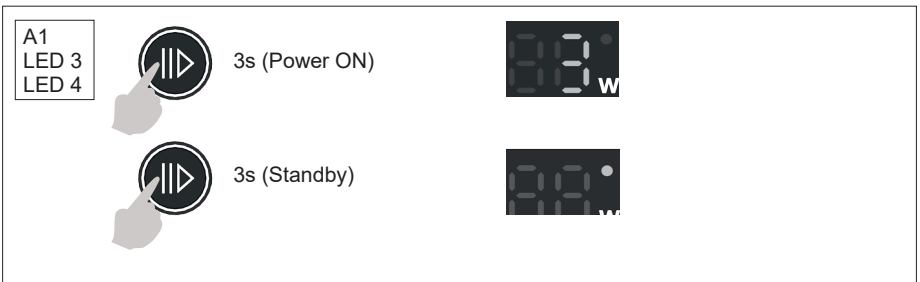 A1
LED 3
LED 4
3s (Power ON)
3
W
3s (Standby)
W